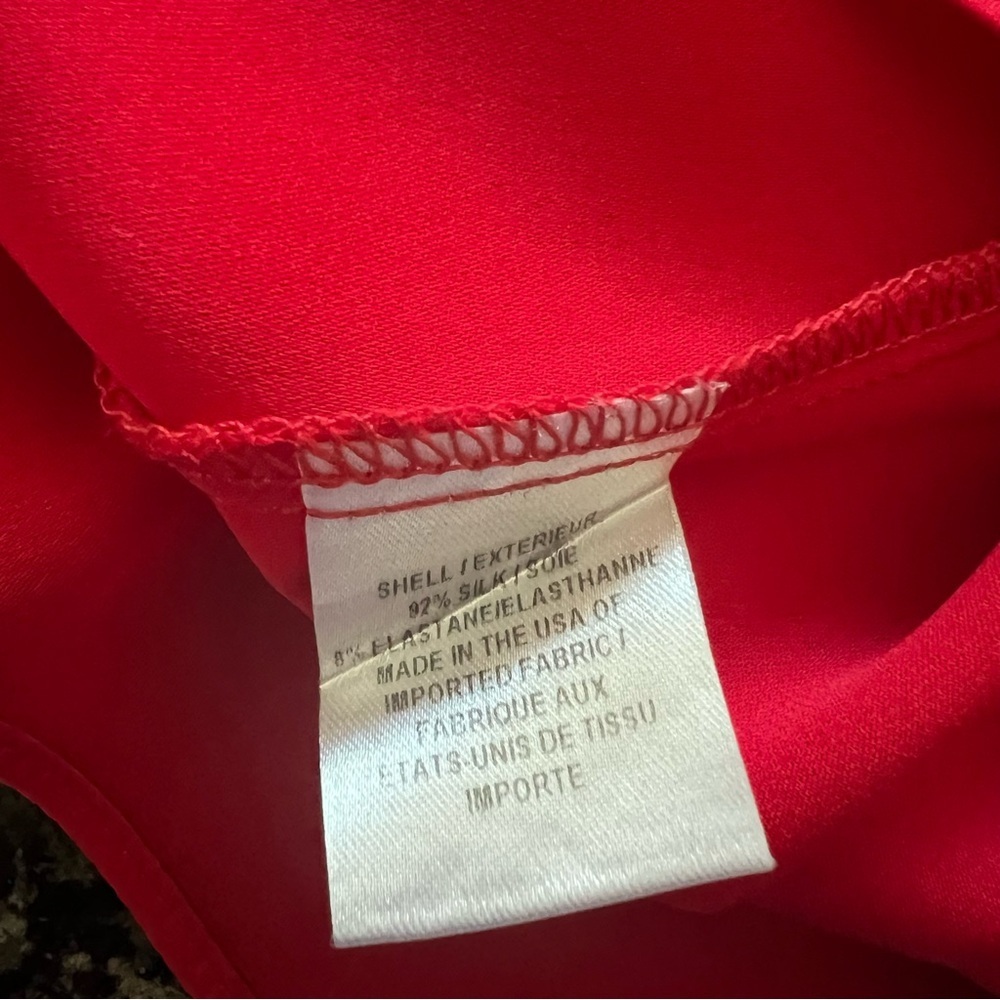 SHELL / EXTERIEUR
92% SILK / SOIE
8% ELASTANE/ELASTHANNE
MADE IN THE USA OF
IMPORTED FABRIC /
FABRIQUE AUX
ETATS-UNIS DE TISSU
IMPORTE